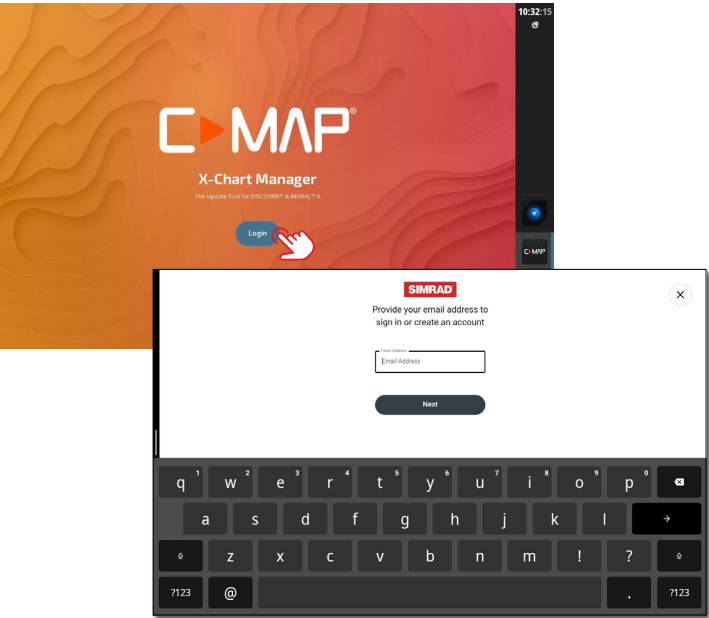 10:32:15
C MAP®
X-Chart Manager
The Update Tool for DISCOVER™ & REVEAL™ X
Login
C MAP
SIMRAD
Provide your email address to
sign in or create an account
Email Address
Email Address
Next
q 1 w 2 e 3 r 4 t 5 y 6 u 7 i 8 o 9 p 0
a s d f g h j k l
z x c v b n m ! ?
?123 @ . ?123